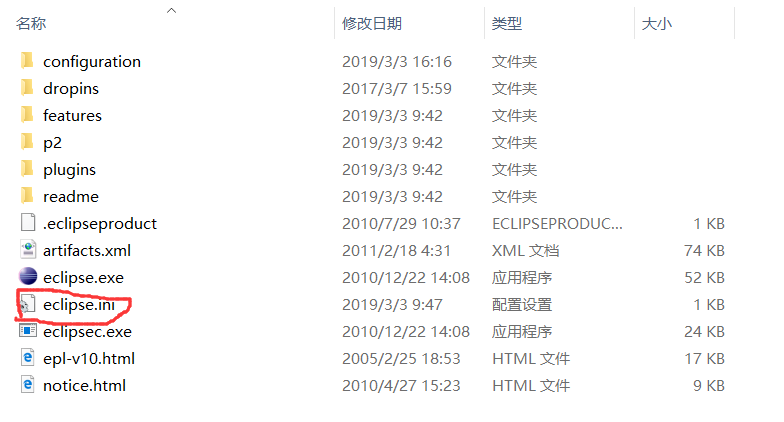 名称 修改日期 类型 大小
configuration 2019/3/3 16:16 文件夹
dropins 2017/3/7 15:59 文件夹
features 2019/3/3 9:42 文件夹
p2 2019/3/3 9:42 文件夹
plugins 2019/3/3 9:42 文件夹
readme 2019/3/3 9:42 文件夹
.eclipseproduct 2010/7/29 10:37 ECLIPSEPRODUC... 1 KB
artifacts.xml 2011/2/18 4:31 XML 文档 74 KB
eclipse.exe 2010/12/22 14:08 应用程序 52 KB
eclipse.ini 2019/3/3 9:47 配置设置 1 KB
eclipsec.exe 2010/12/22 14:08 应用程序 24 KB
epl-v10.html 2005/2/25 18:53 HTML 文件 17 KB
notice.html 2010/4/27 15:23 HTML 文件 9 KB